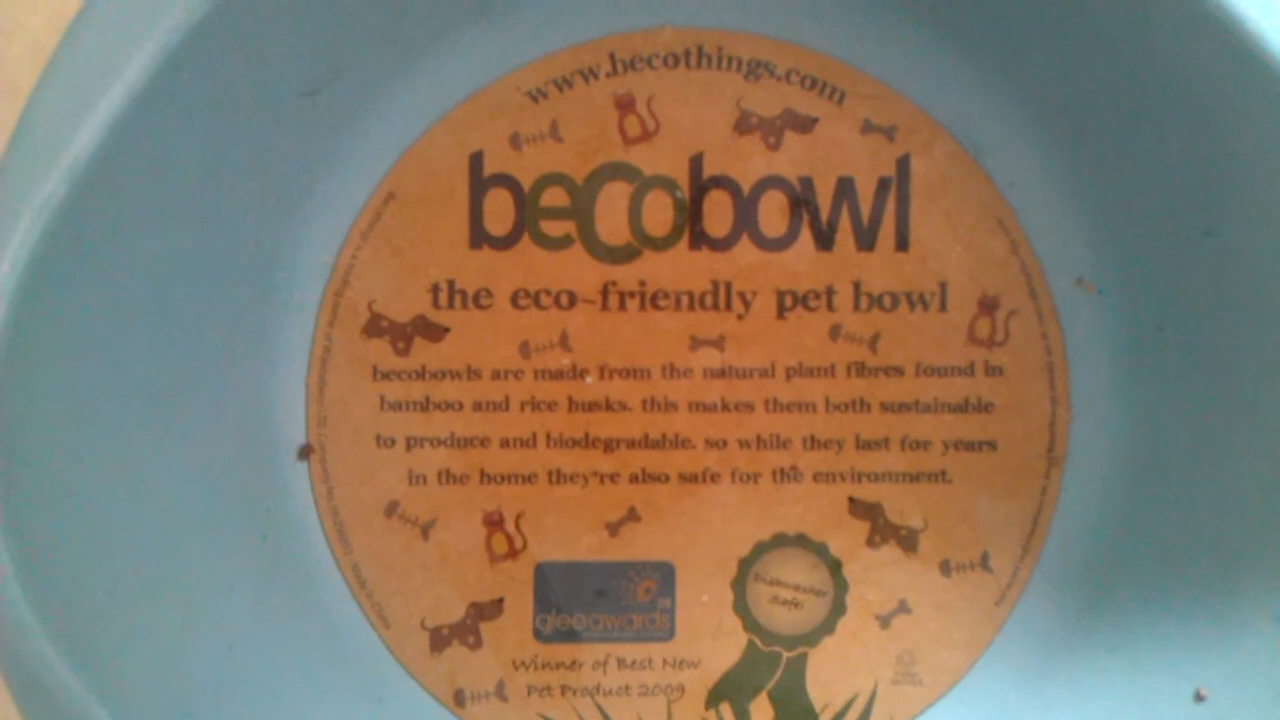 www.becothings.com
becobowl
the eco-friendly pet bowl
becobowls are made from the natural plant fibres found in
bamboo and rice husks. this makes them both sustainable
to produce and biodegradable. so while they last for years
in the home they're also safe for the environment.
Dishwasher
Safe!
gleeawards
Winner of Best New
Pet Product 2009